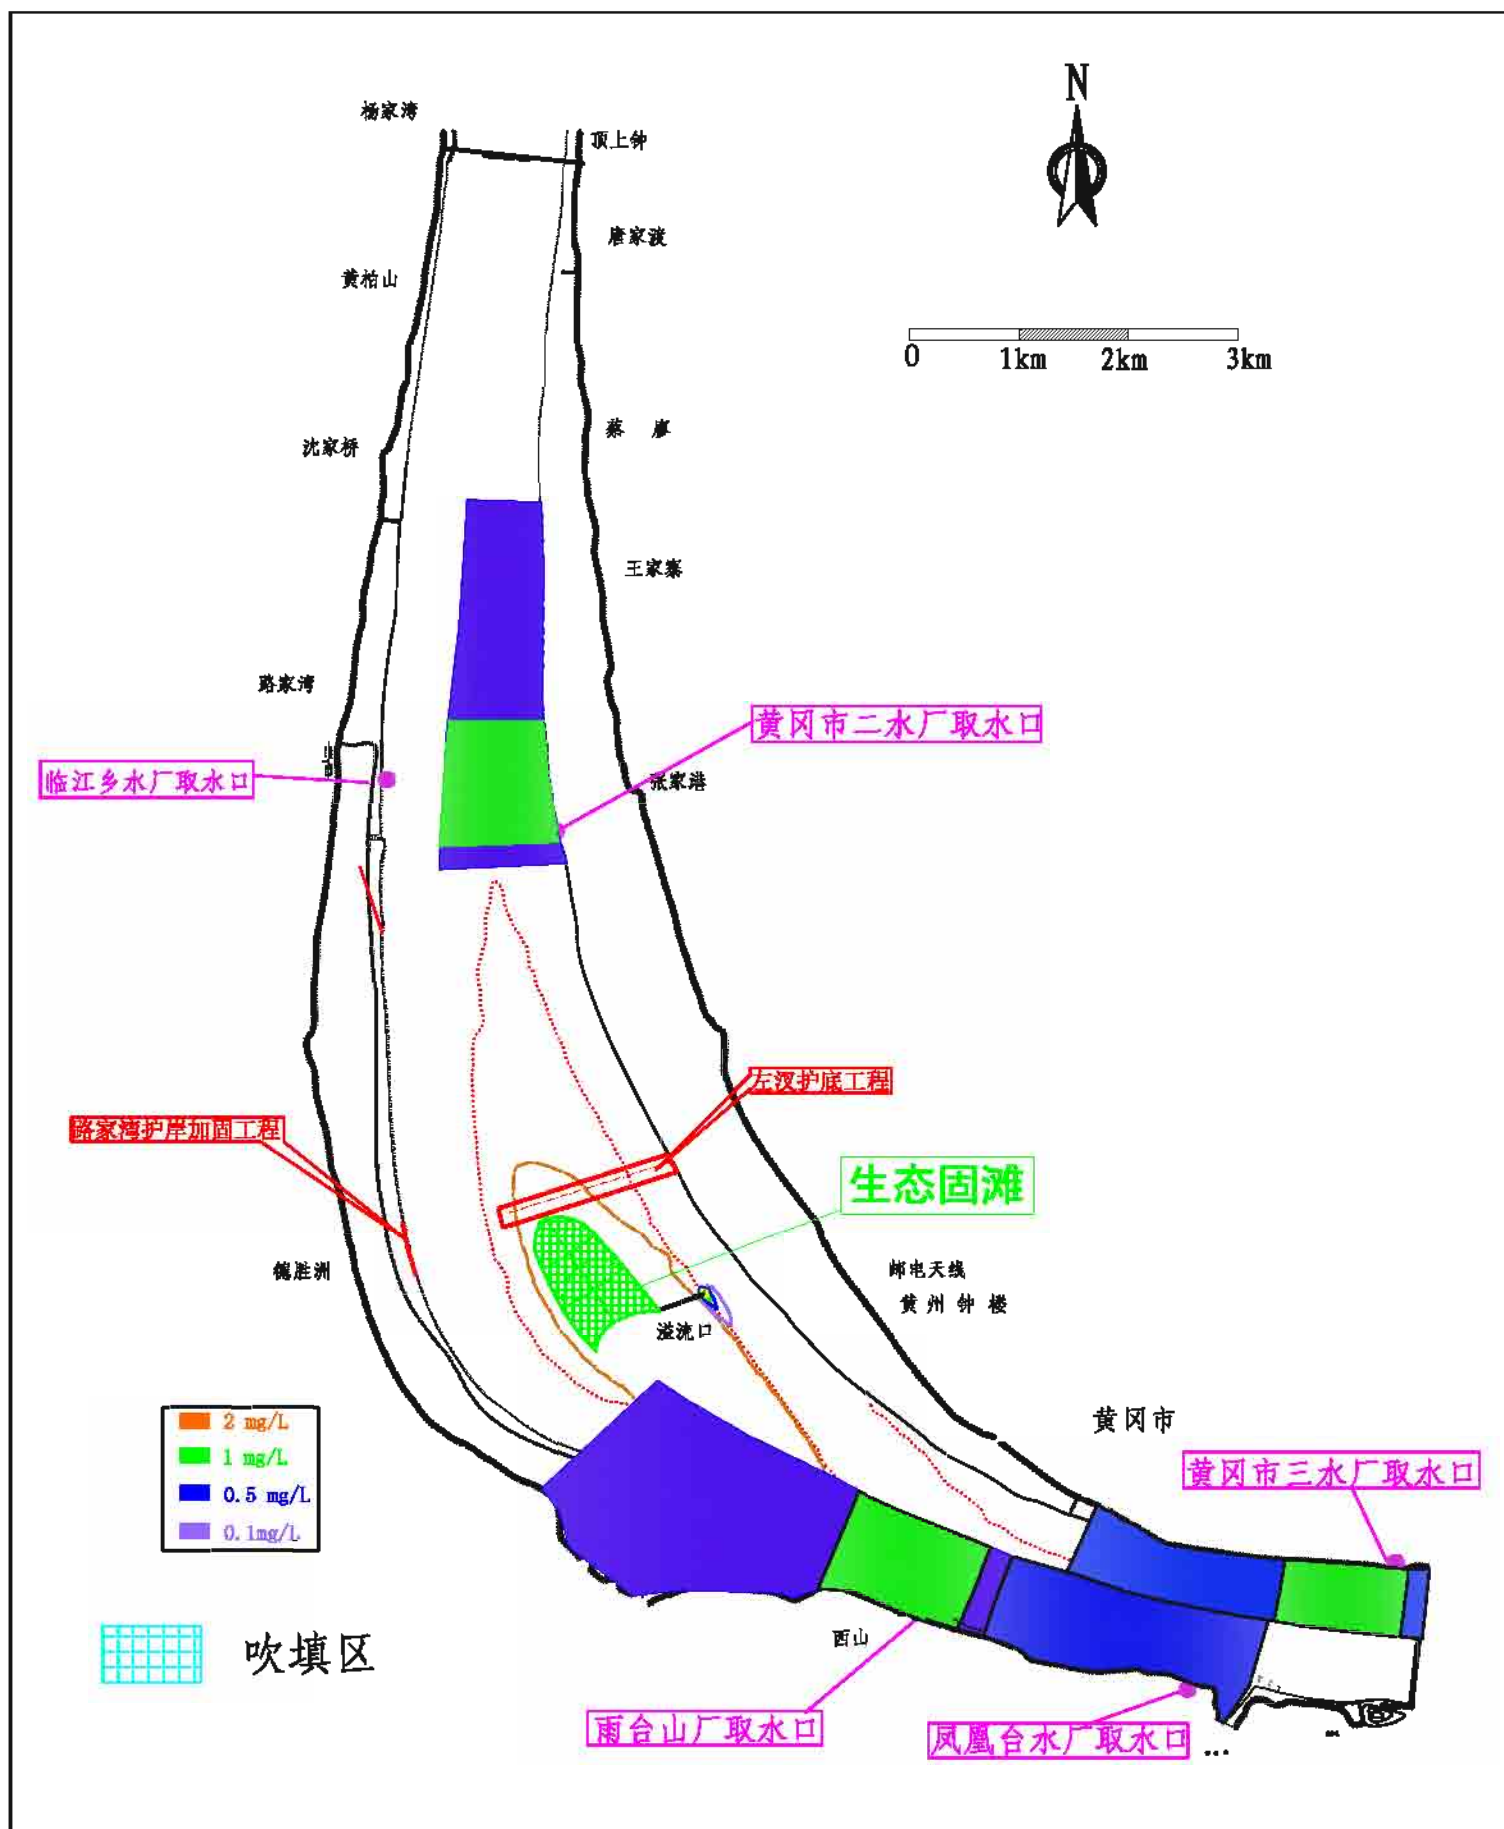 N
杨家湾
顶上钟
唐家渡
黄柏山
0 1km 2km 3km
蔡 廖
沈家桥
王家寨
路家湾
黄冈市二水厂取水口
临江乡水厂取水口
张家港
左汊护底工程
路家湾护岸加固工程
生态固滩
德胜洲
邮电天线
黄州钟楼
溢流口
2 mg/L
1 mg/L
0.5 mg/L
0.1mg/L
黄冈市
黄冈市三水厂取水口
吹填区
西山
雨台山厂取水口
凤凰台水厂取水口